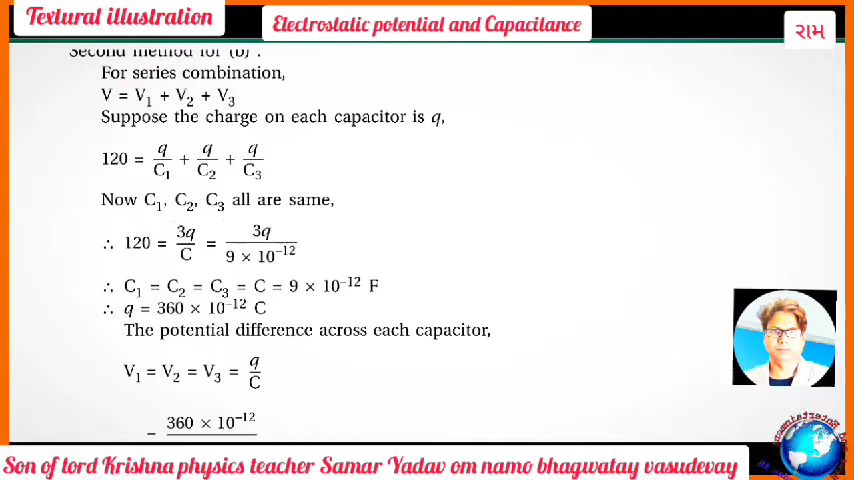 Textural illustration
Electrostatic potential and Capacitance
રામ
Second method for (b) :
For series combination,
V = V₁ + V₂ + V₃
Suppose the charge on each capacitor is q,
120 = q/C₁ + q/C₂ + q/C₃
Now C₁, C₂, C₃ all are same,
∴ 120 = 3q/C = 3q/(9 × 10⁻¹²)
∴ C₁ = C₂ = C₃ = C = 9 × 10⁻¹² F
∴ q = 360 × 10⁻¹² C
The potential difference across each capacitor,
V₁ = V₂ = V₃ = q/C
360 × 10⁻¹²
Son of lord Krishna physics teacher Samar Yadav om namo bhagwatay vasudevay